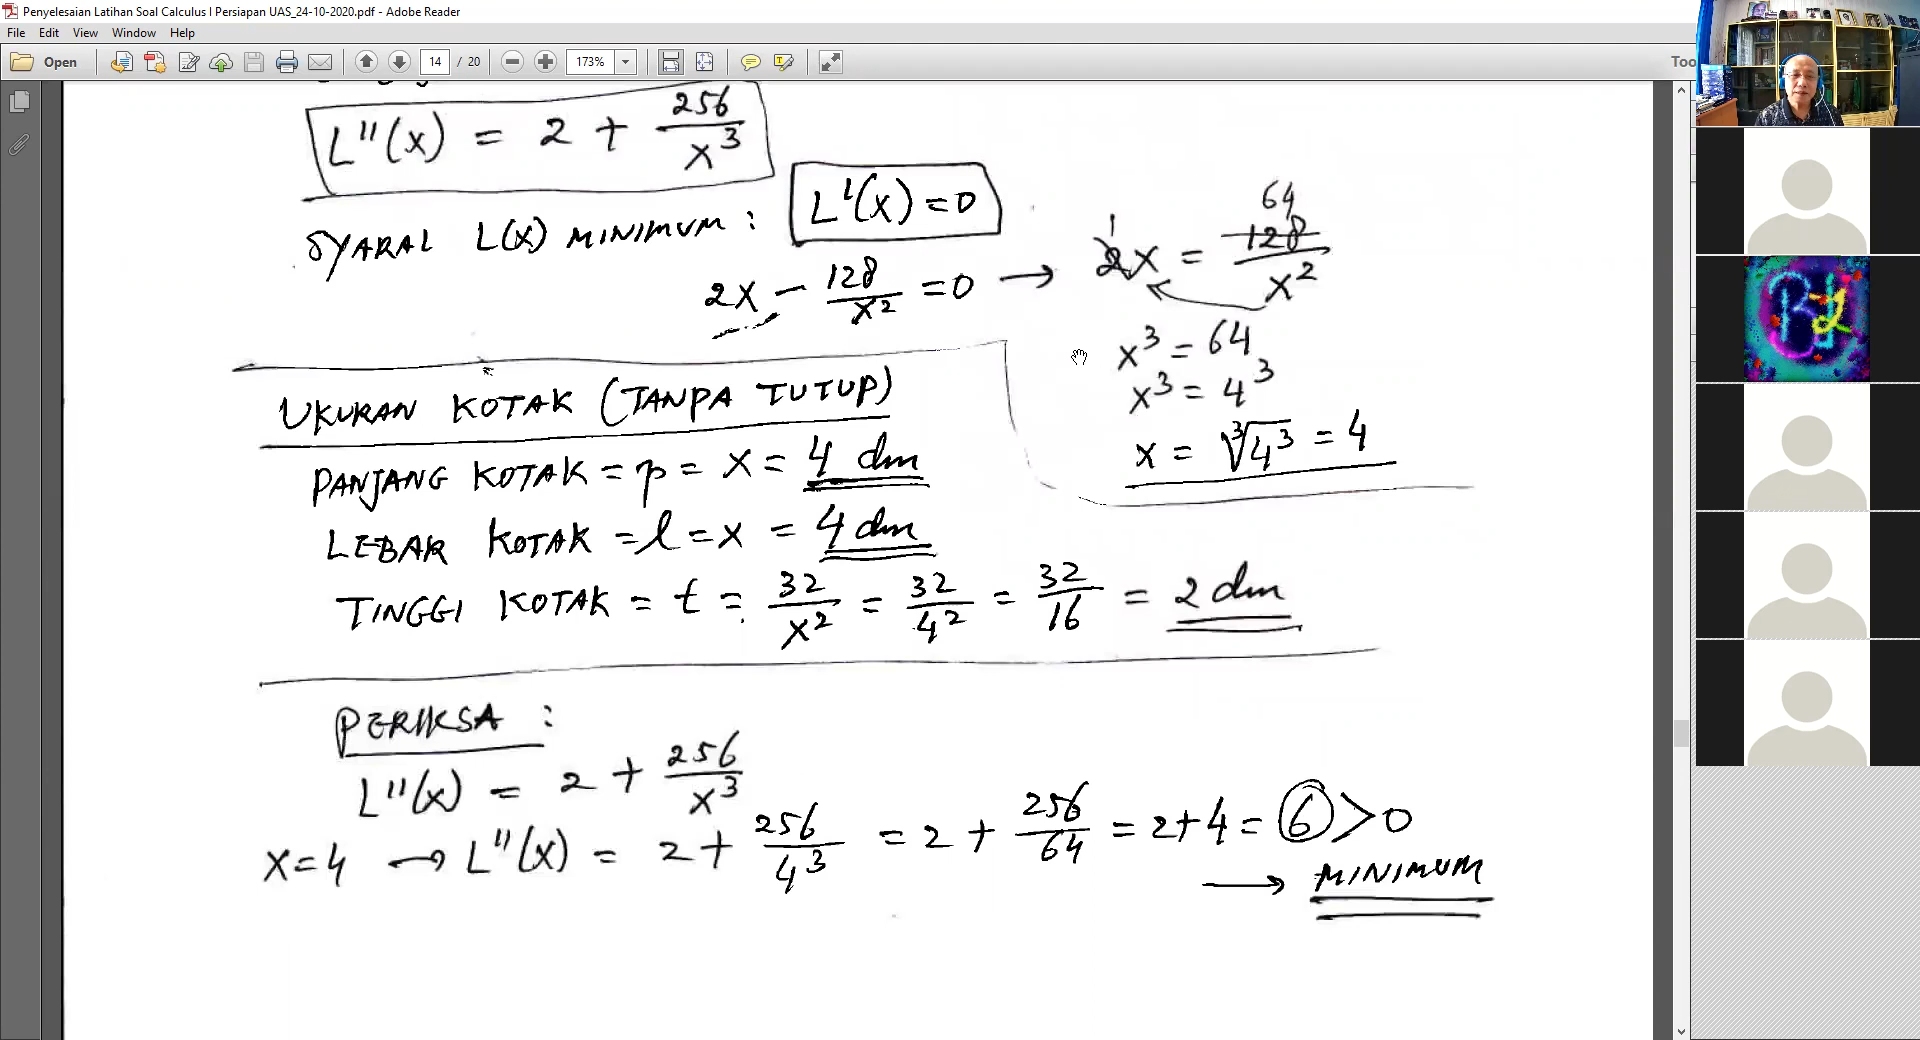 Penyelesaian Latihan Soal Calculus I Persiapan UAS_24-10-2020.pdf - Adobe Reader
File Edit View Window Help
Open 14 / 20 173% Too
L''(x) = 2 + 256/x³
SYARAL L(x) MINIMUM : L'(x) = 0
2x - 128/x² = 0 → 2x = 128/x²
1 64
x³ = 64
x³ = 4³
x = ³√4³ = 4
UKURAN KOTAK (TANPA TUTUP)
PANJANG KOTAK = p = x = 4 dm
LEBAR KOTAK = l = x = 4 dm
TINGGI KOTAK = t = 32/x² = 32/4² = 32/16 = 2 dm
PERIKSA :
L''(x) = 2 + 256/x³
x = 4 → L''(x) = 2 + 256/4³ = 2 + 256/64 = 2 + 4 = 6 > 0
→ MINIMUM